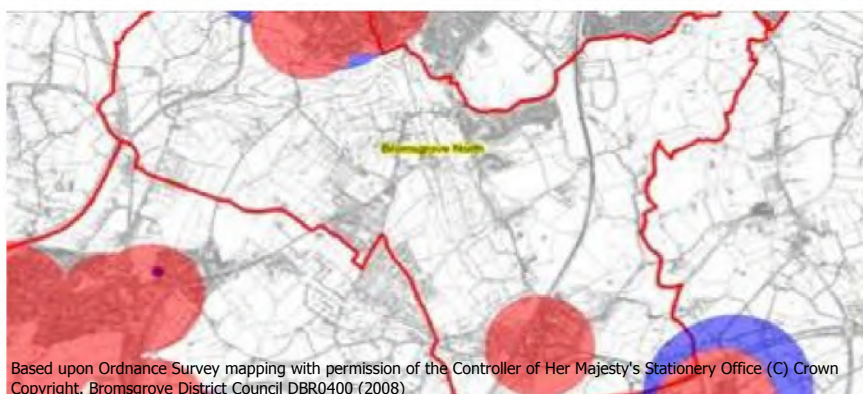 Bromsgrove North
Based upon Ordnance Survey mapping with permission of the Controller of Her Majesty's Stationery Office (C) Crown
Copyright. Bromsgrove District Council DBR0400 (2008)